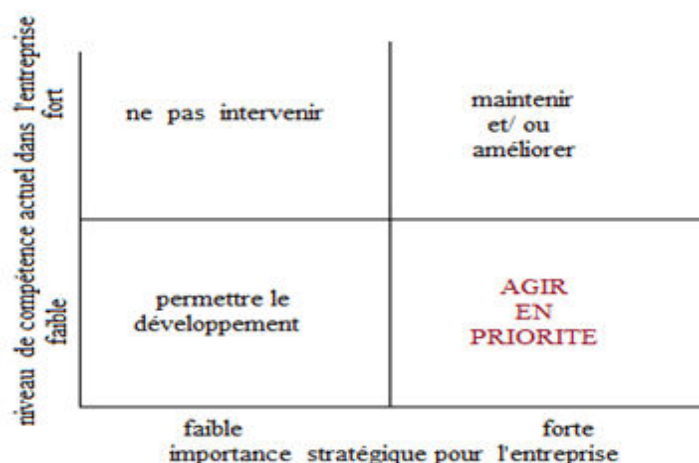 niveau de compétence actuel dans l'entreprise
fort
faible
ne pas intervenir
maintenir
et/ ou
améliorer
permettre le
développement
AGIR
EN
PRIORITE
faible
forte
importance stratégique pour l'entreprise